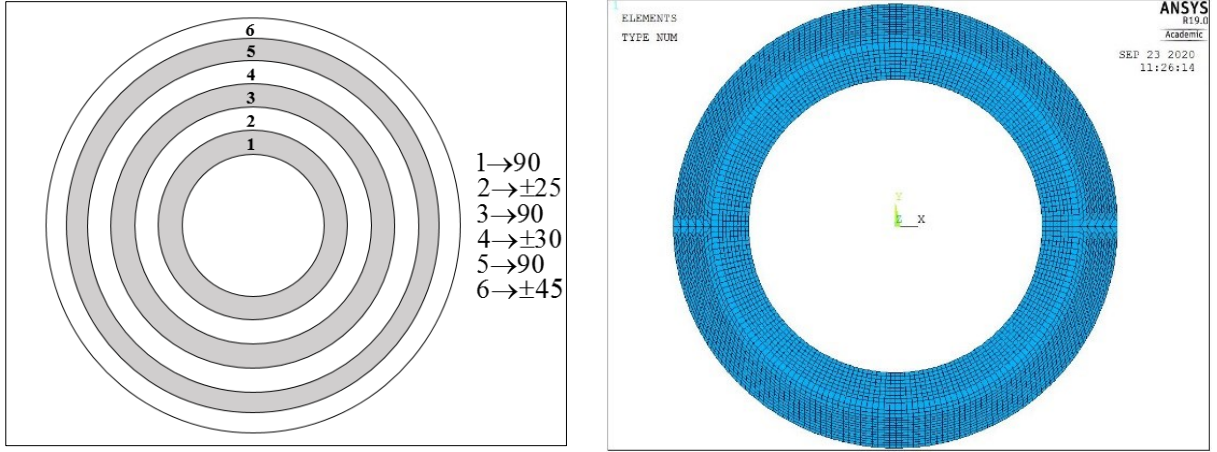 6
5
4
3
2
1
1→90
2→±25
3→90
4→±30
5→90
6→±45
1
ELEMENTS
TYPE NUM
ANSYS
R19.0
Academic
SEP 23 2020
11:26:14
Y
Z X